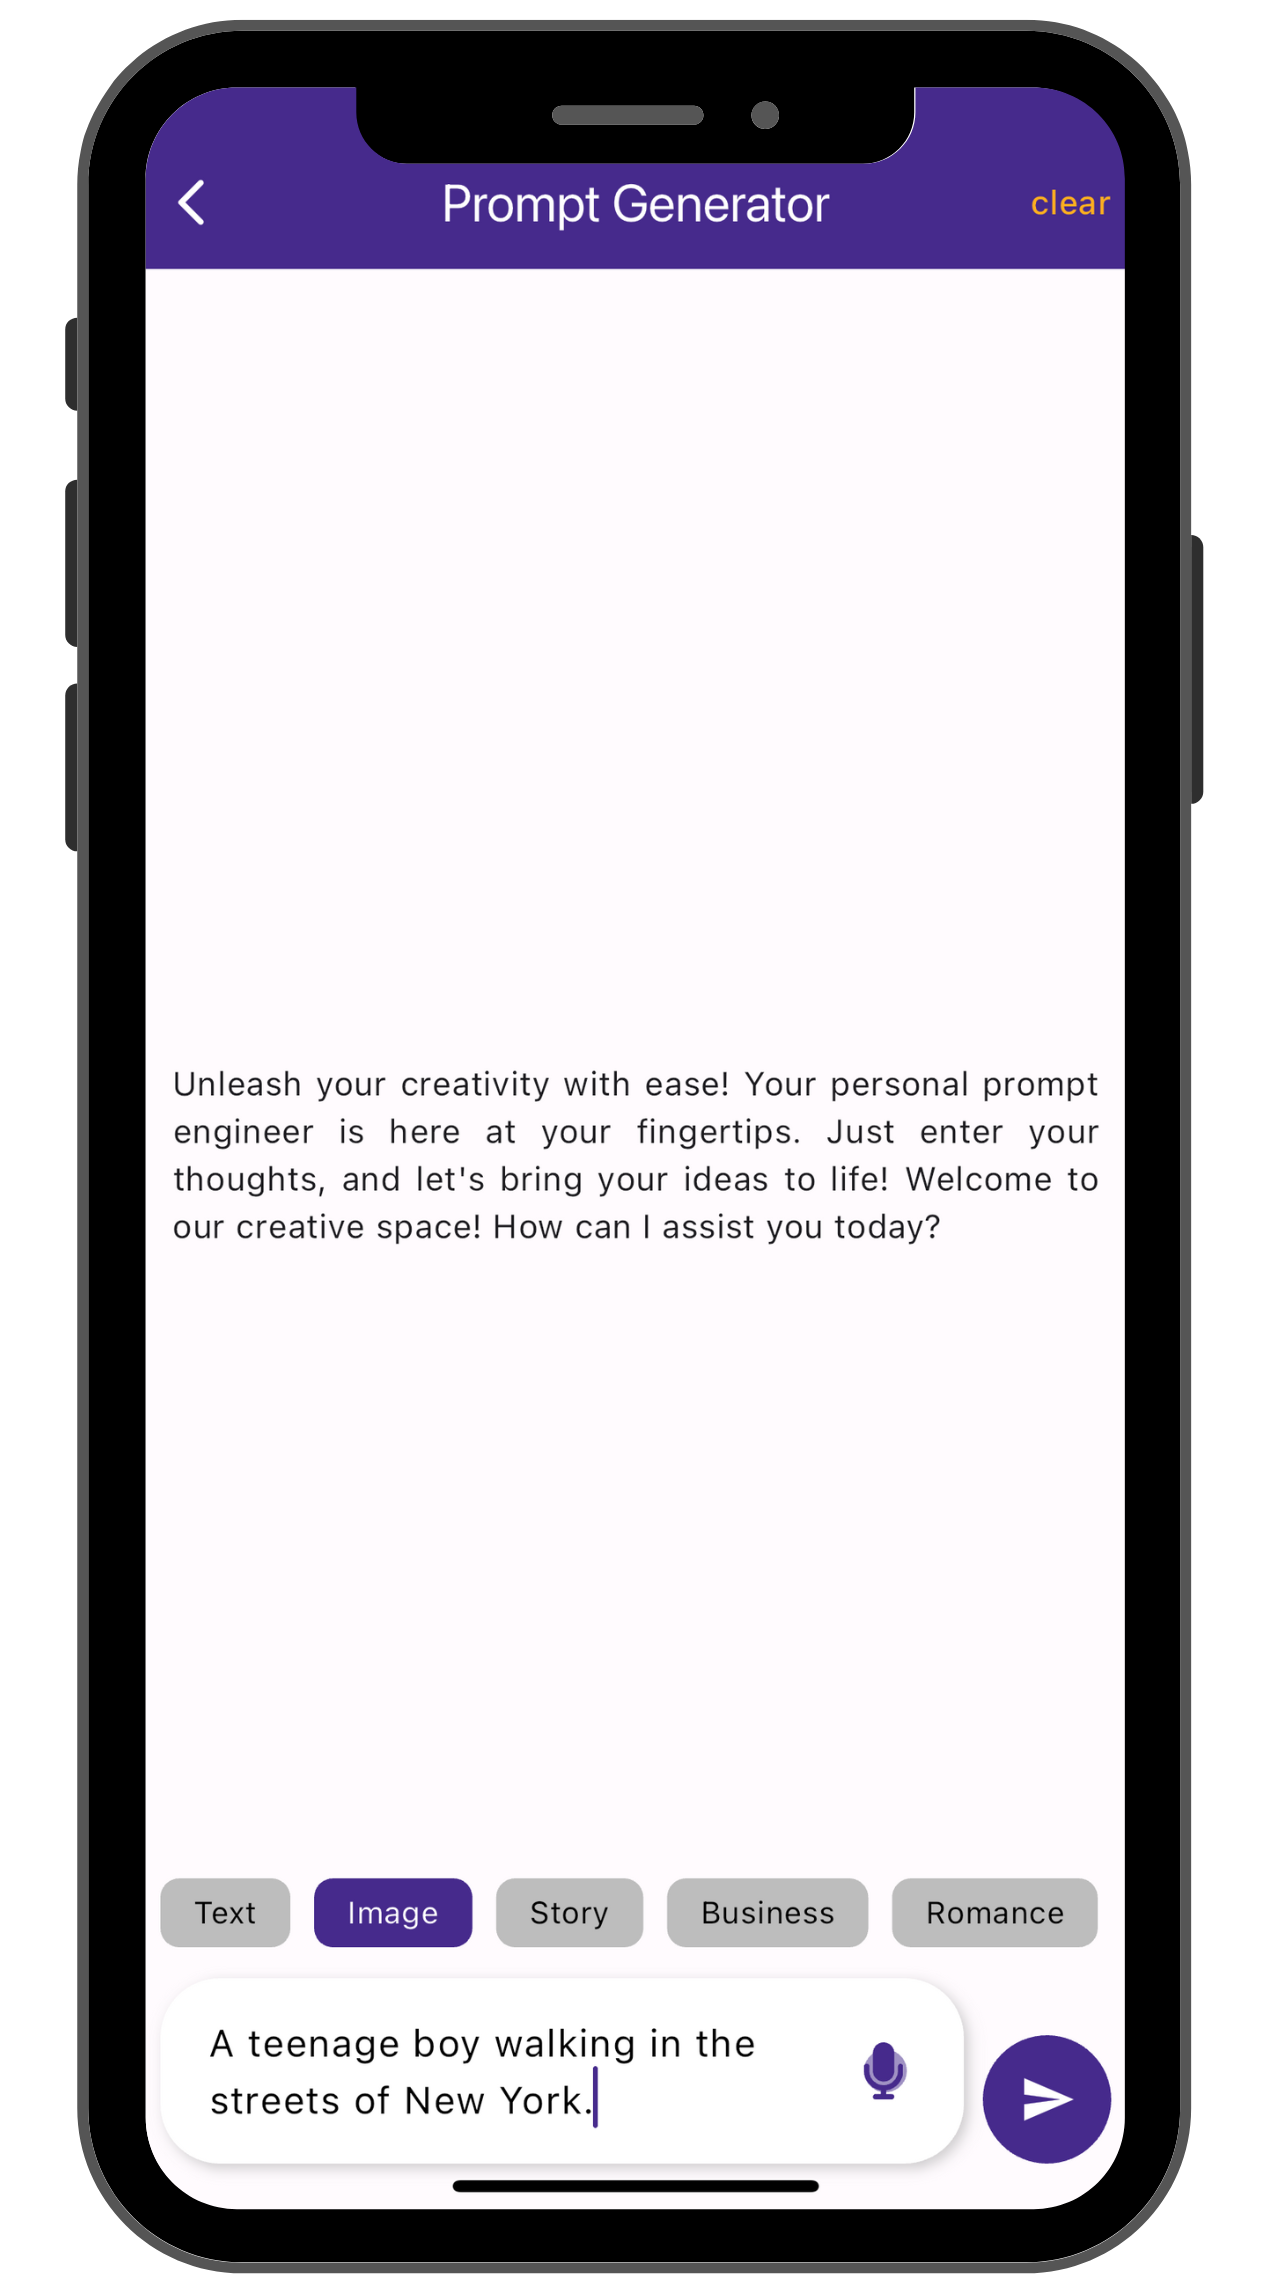 Prompt Generator
clear
Unleash your creativity with ease! Your personal prompt
engineer is here at your fingertips. Just enter your
thoughts, and let's bring your ideas to life! Welcome to
our creative space! How can I assist you today?
Text
Image
Story
Business
Romance
A teenage boy walking in the
streets of New York.